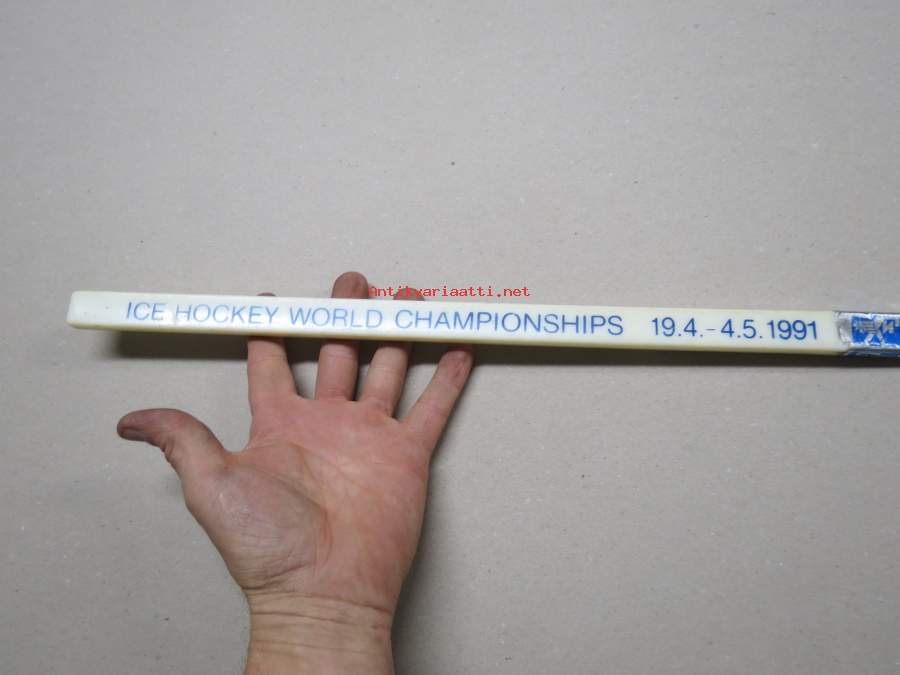 Antikvariaatti.net
ICE HOCKEY WORLD CHAMPIONSHIPS 19.4.-4.5.1991